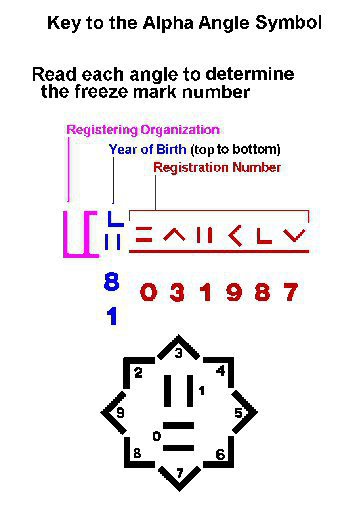 Key to the Alpha Angle Symbol
Read each angle to determine
the freeze mark number
Registering Organization
Year of Birth (top to bottom)
Registration Number
8 0 3 1 9 8 7
1
3
2 4
1
9 5
0
8 6
7